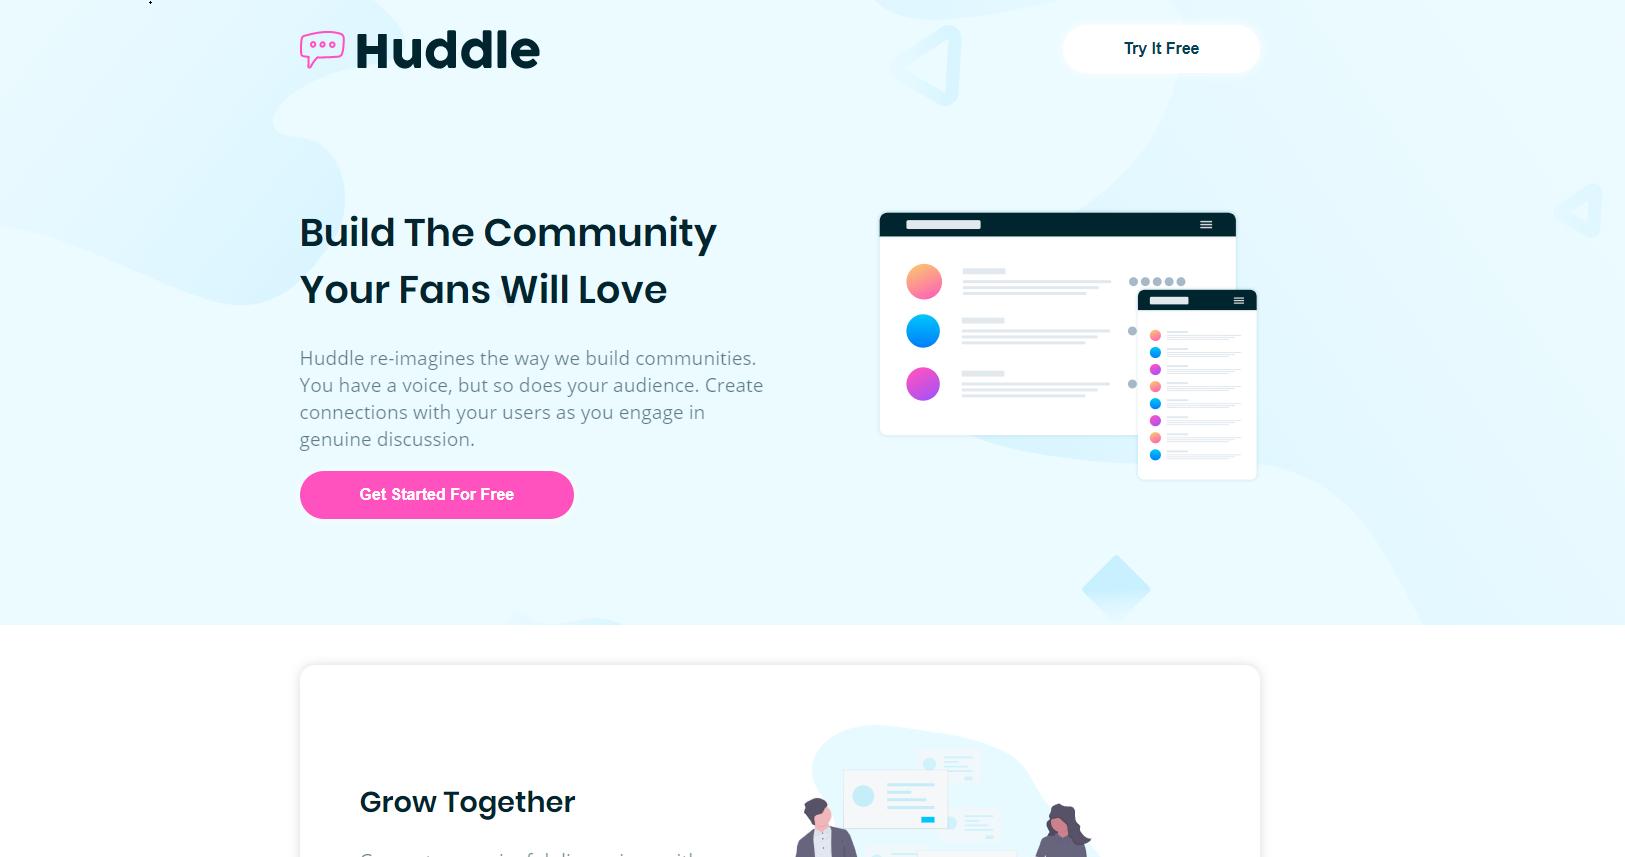 Huddle
Try It Free
Build The Community
Your Fans Will Love
Huddle re-imagines the way we build communities.
You have a voice, but so does your audience. Create
connections with your users as you engage in
genuine discussion.
Get Started For Free
Grow Together